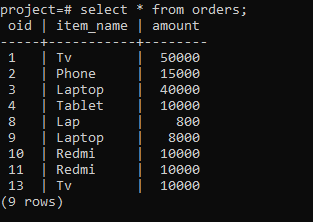 project=# select * from orders;
 oid | item_name | amount
-----+-----------+--------
 1   | Tv        |  50000
 2   | Phone     |  15000
 3   | Laptop    |  40000
 4   | Tablet    |  10000
 8   | Lap       |    800
 9   | Laptop    |   8000
 10  | Redmi     |  10000
 11  | Redmi     |  10000
 13  | Tv        |  10000
(9 rows)